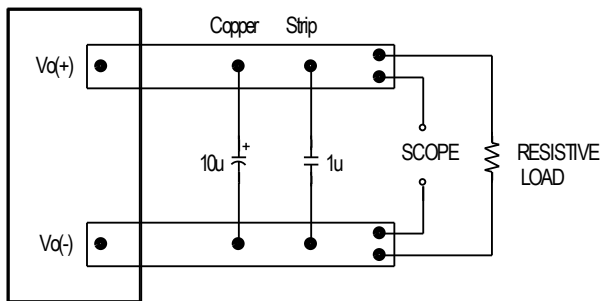 Copper Strip
Vo(+)
10u + 1u
SCOPE RESISTIVE
LOAD
Vo(-)